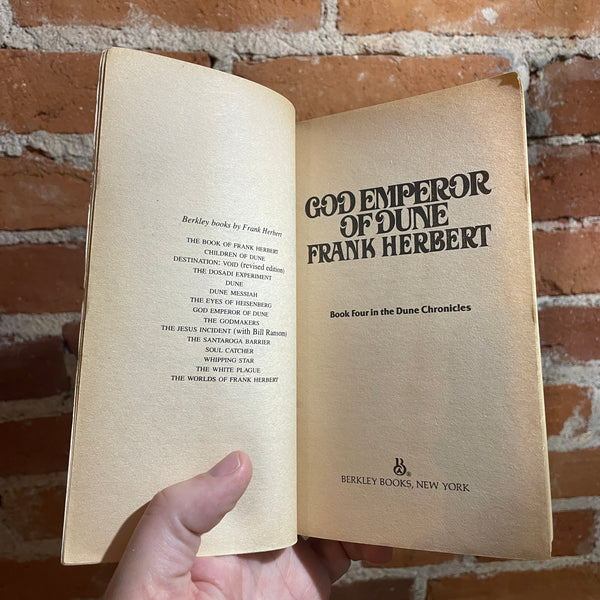 Berkley books by Frank Herbert
THE BOOK OF FRANK HERBERT
CHILDREN OF DUNE
DESTINATION: VOID (revised edition)
THE DOSADI EXPERIMENT
DUNE
DUNE MESSIAH
THE EYES OF HEISENBERG
GOD EMPEROR OF DUNE
THE GODMAKERS
THE JESUS INCIDENT (with Bill Ransom)
THE SANTAROGA BARRIER
SOUL CATCHER
WHIPPING STAR
THE WHITE PLAGUE
THE WORLDS OF FRANK HERBERT
GOD EMPEROR
OF DUNE
FRANK HERBERT
Book Four in the Dune Chronicles
B®
BERKLEY BOOKS, NEW YORK